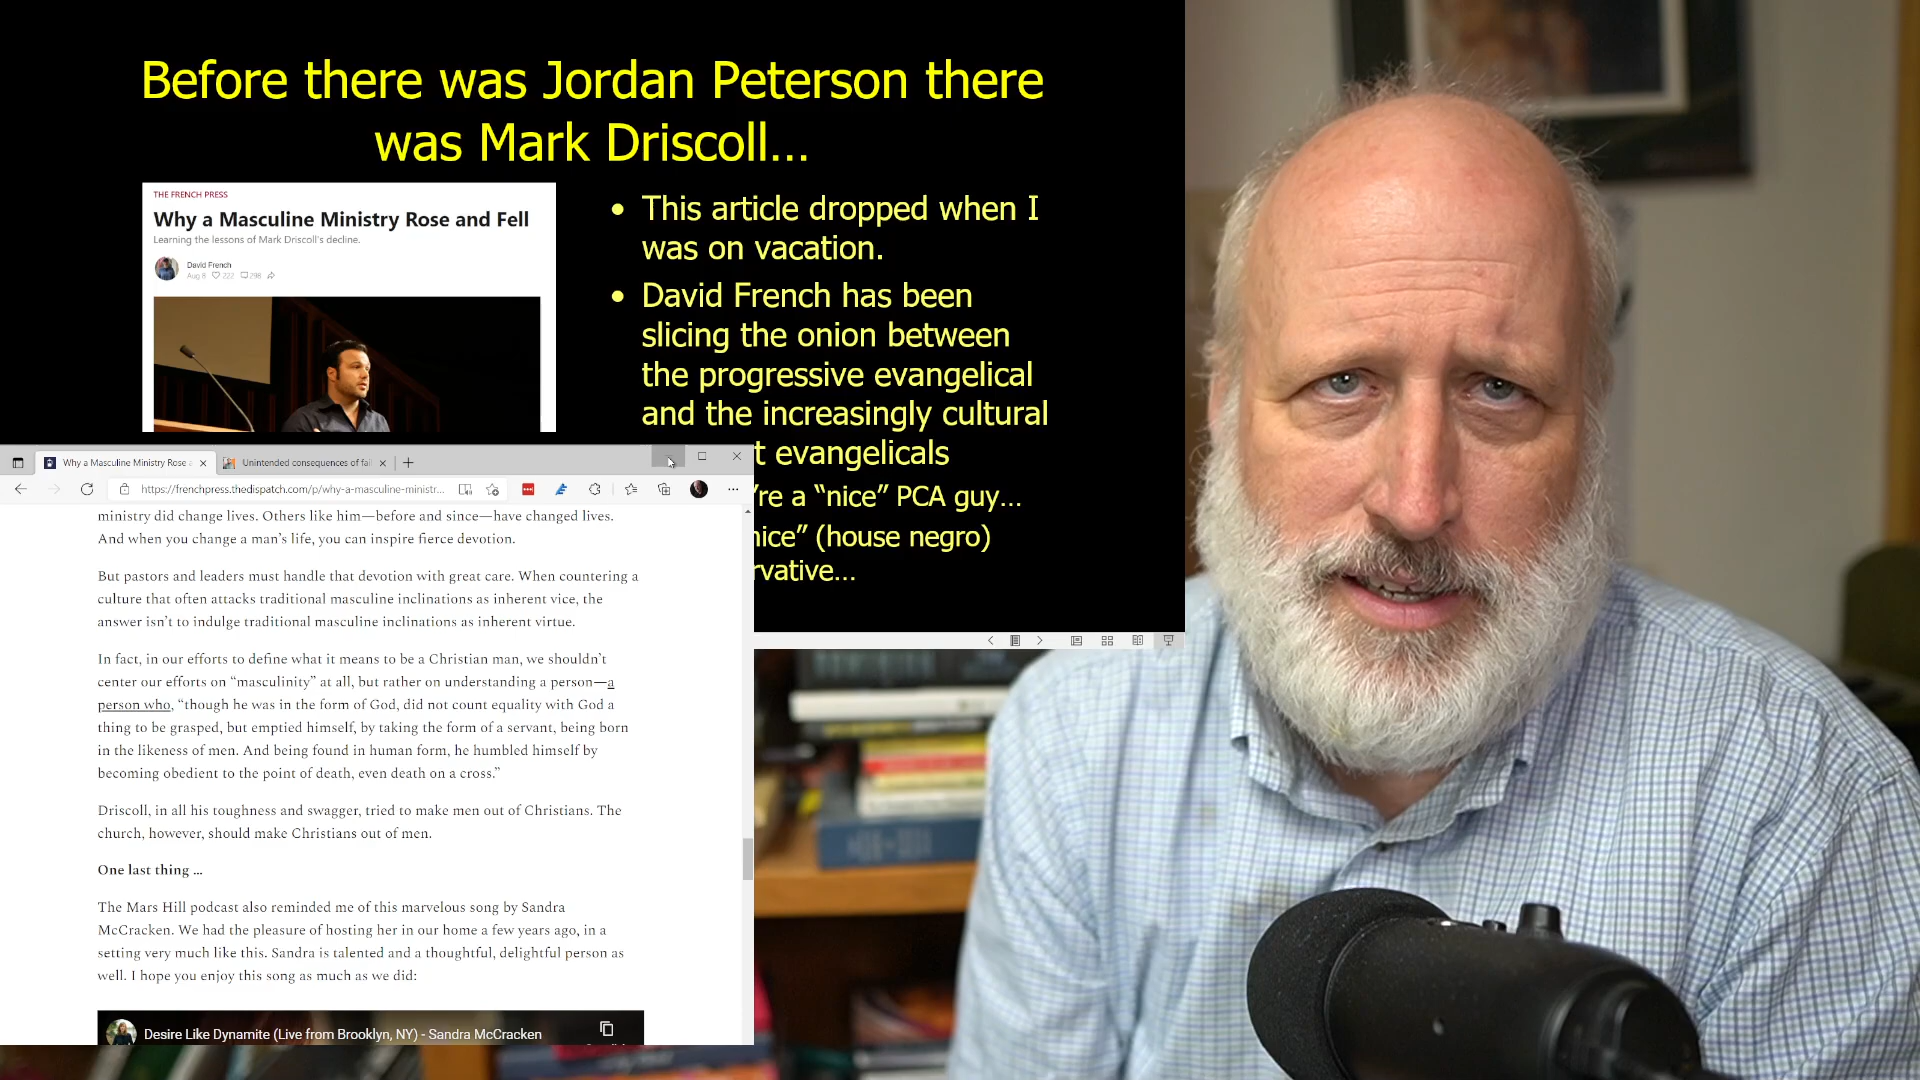 Before there was Jordan Peterson there
was Mark Driscoll...
THE FRENCH PRESS
Why a Masculine Ministry Rose and Fell
Learning the lessons of Mark Driscoll's decline.
David French
Aug 8 222 298
• This article dropped when I
was on vacation.
• David French has been
slicing the onion between
the progressive evangelical
and the increasingly cultural
t evangelicals
're a “nice” PCA guy…
nice” (house negro)
rvative…
Why a Masculine Ministry Rose a
Unintended consequences of fai
https://frenchpress.thedispatch.com/p/why-a-masculine-ministr...
ministry did change lives. Others like him—before and since—have changed lives.
And when you change a man’s life, you can inspire fierce devotion.
But pastors and leaders must handle that devotion with great care. When countering a
culture that often attacks traditional masculine inclinations as inherent vice, the
answer isn’t to indulge traditional masculine inclinations as inherent virtue.
In fact, in our efforts to define what it means to be a Christian man, we shouldn’t
center our efforts on “masculinity” at all, but rather on understanding a person—a
person who, “though he was in the form of God, did not count equality with God a
thing to be grasped, but emptied himself, by taking the form of a servant, being born
in the likeness of men. And being found in human form, he humbled himself by
becoming obedient to the point of death, even death on a cross.”
Driscoll, in all his toughness and swagger, tried to make men out of Christians. The
church, however, should make Christians out of men.
One last thing ...
The Mars Hill podcast also reminded me of this marvelous song by Sandra
McCracken. We had the pleasure of hosting her in our home a few years ago, in a
setting very much like this. Sandra is talented and a thoughtful, delightful person as
well. I hope you enjoy this song as much as we did:
Desire Like Dynamite (Live from Brooklyn, NY) - Sandra McCracken